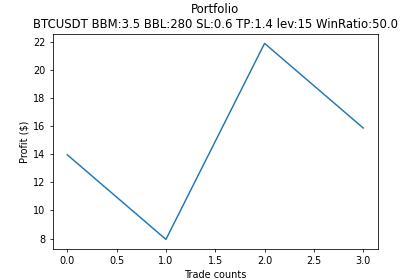 Portfolio
BTCUSDT BBM:3.5 BBL:280 SL:0.6 TP:1.4 lev:15 WinRatio:50.0
22
20
18
16
14
12
10
8
Profit ($)
0.0 0.5 1.0 1.5 2.0 2.5 3.0
Trade counts